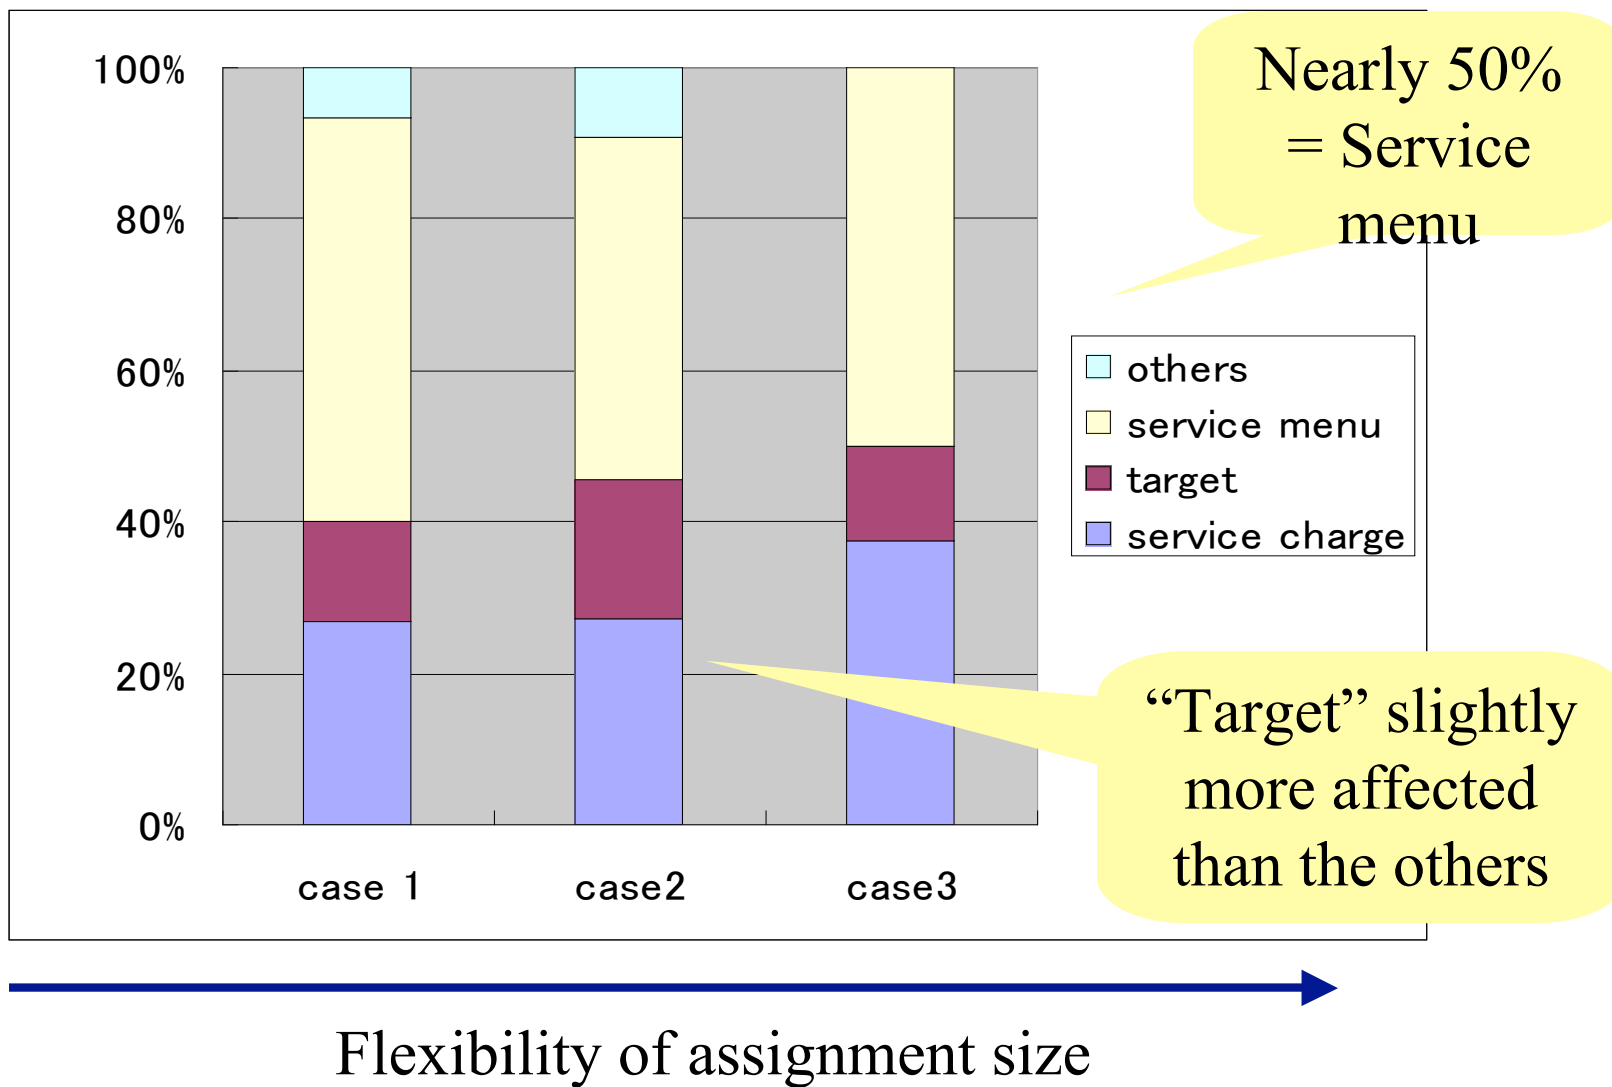 Nearly 50%
= Service
menu
100%
80%
60%
40%
20%
0%
others
service menu
target
service charge
“Target” slightly
more affected
than the others
case 1
case2
case3
Flexibility of assignment size